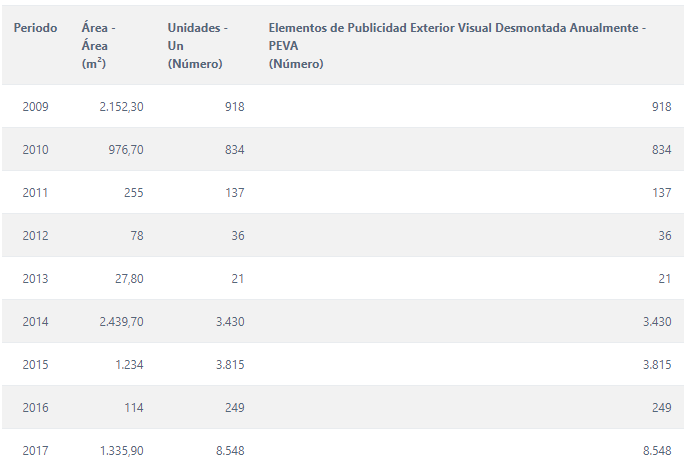 Periodo Área - Unidades - Elementos de Publicidad Exterior Visual Desmontada Anualmente -
Área Un PEVA
(m²) (Número) (Número)
2009 2.152,30 918 918
2010 976,70 834 834
2011 255 137 137
2012 78 36 36
2013 27,80 21 21
2014 2.439,70 3.430 3.430
2015 1.234 3.815 3.815
2016 114 249 249
2017 1.335,90 8.548 8.548